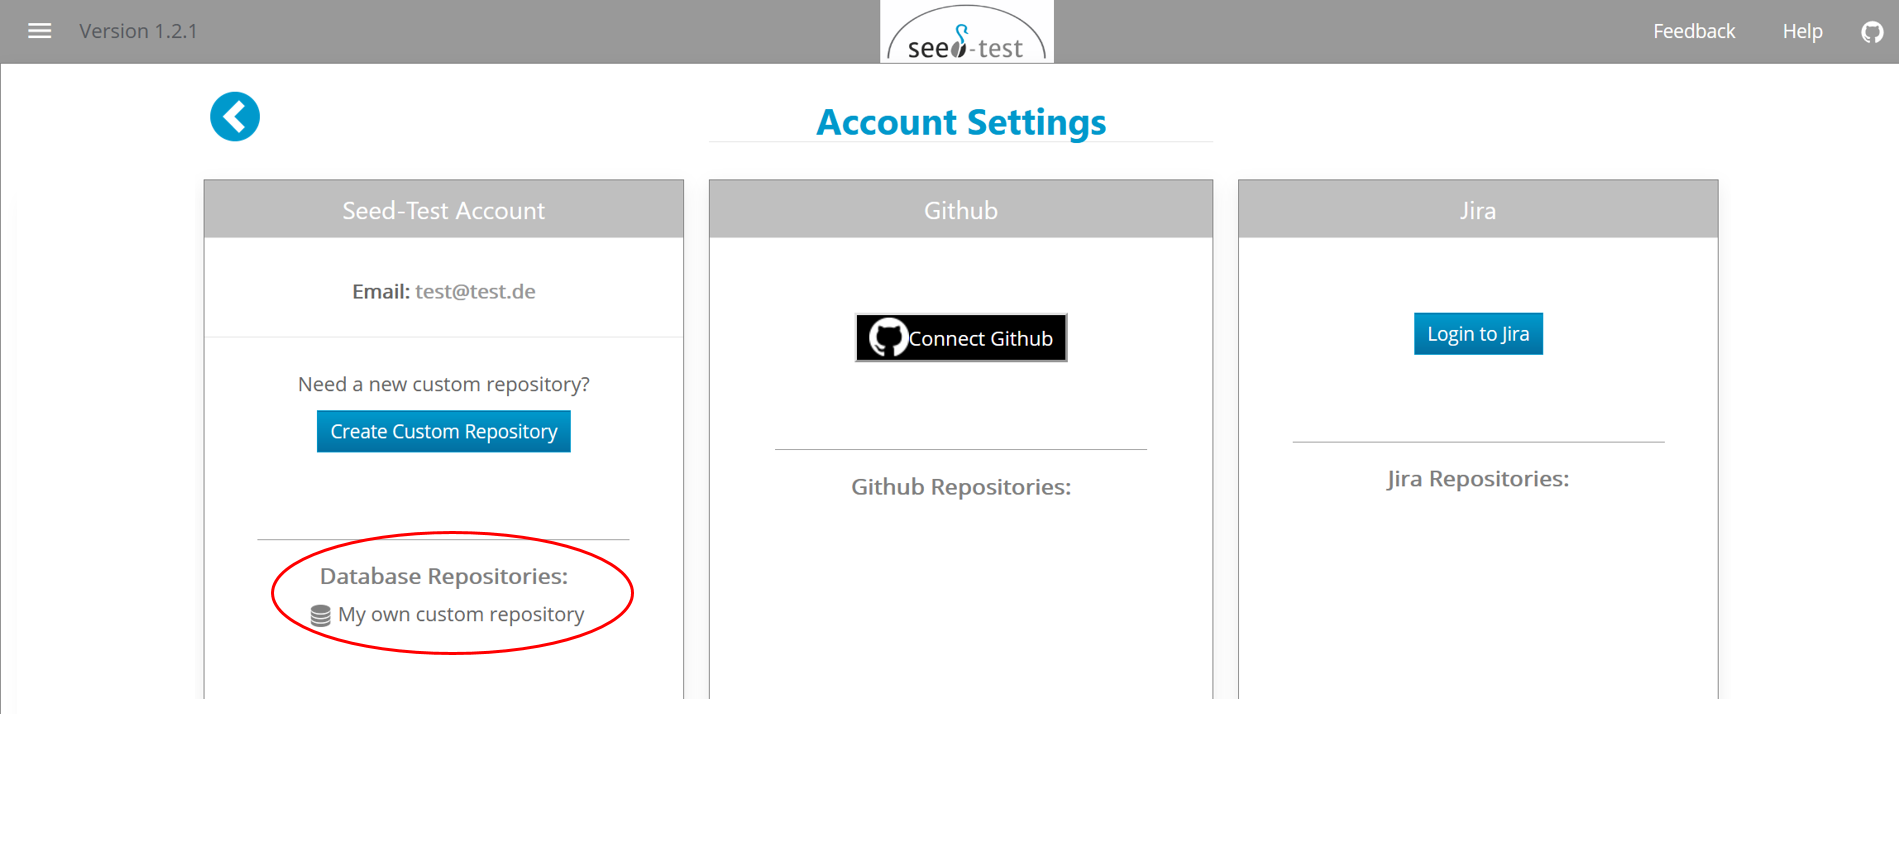 Version 1.2.1
seed-test
Feedback
Help
Account Settings
Seed-Test Account
Email: test@test.de
Need a new custom repository?
Create Custom Repository
Database Repositories:
My own custom repository
Github
Connect Github
Github Repositories:
Jira
Login to Jira
Jira Repositories: